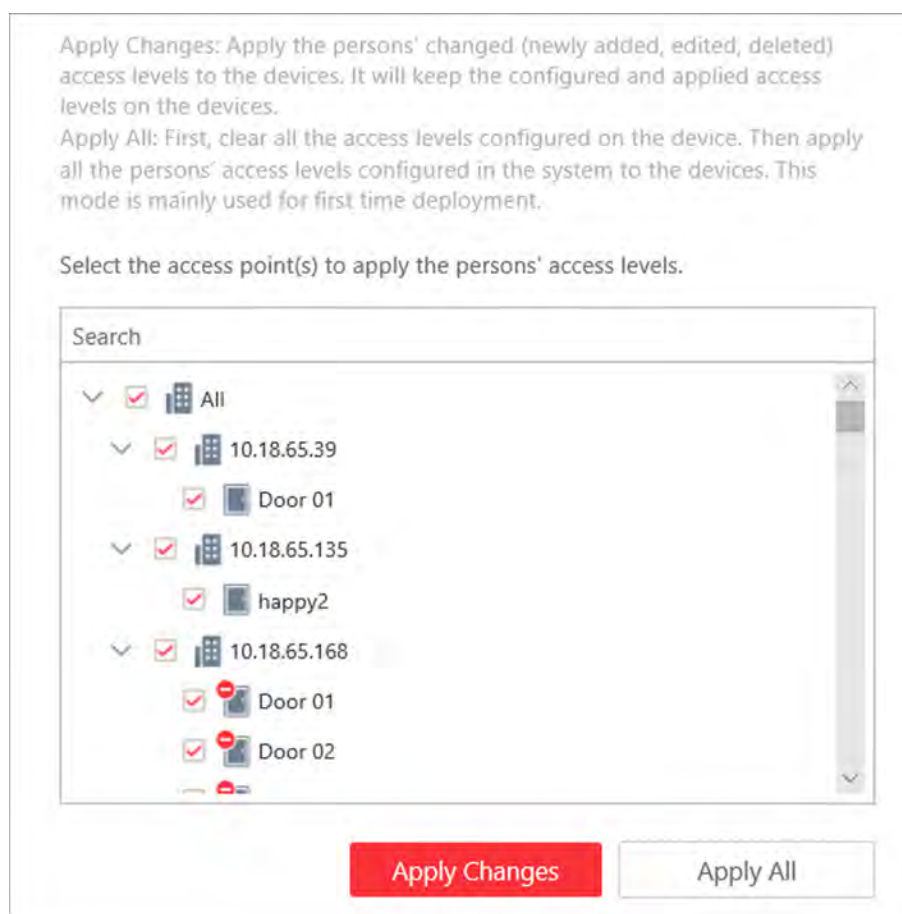 Apply Changes: Apply the persons' changed (newly added, edited, deleted)
access levels to the devices. It will keep the configured and applied access
levels on the devices.
Apply All: First, clear all the access levels configured on the device. Then apply
all the persons' access levels configured in the system to the devices. This
mode is mainly used for first time deployment.
Select the access point(s) to apply the persons' access levels.
Search
All
10.18.65.39
Door 01
10.18.65.135
happy2
10.18.65.168
Door 01
Door 02
Apply Changes
Apply All